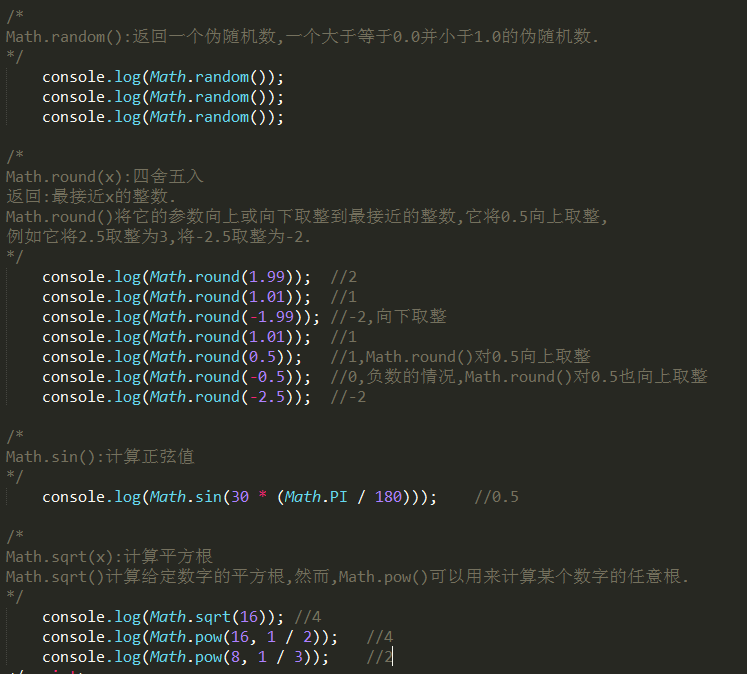 /*
Math.random():返回一个伪随机数,一个大于等于0.0并小于1.0的伪随机数.
*/
console.log(Math.random());
console.log(Math.random());
console.log(Math.random());
/*
Math.round(x):四舍五入
返回:最接近x的整数.
Math.round()将它的参数向上或向下取整到最接近的整数,它将0.5向上取整,
例如它将2.5取整为3,将-2.5取整为-2.
*/
console.log(Math.round(1.99));  //2
console.log(Math.round(1.01));  //1
console.log(Math.round(-1.99)); //-2,向下取整
console.log(Math.round(1.01));  //1
console.log(Math.round(0.5));   //1,Math.round()对0.5向上取整
console.log(Math.round(-0.5));  //0,负数的情况,Math.round()对0.5也向上取整
console.log(Math.round(-2.5));  //-2
/*
Math.sin():计算正弦值
*/
console.log(Math.sin(30 * (Math.PI / 180)));    //0.5
/*
Math.sqrt(x):计算平方根
Math.sqrt()计算给定数字的平方根,然而,Math.pow()可以用来计算某个数字的任意根.
*/
console.log(Math.sqrt(16)); //4
console.log(Math.pow(16, 1 / 2));   //4
console.log(Math.pow(8, 1 / 3));    //2